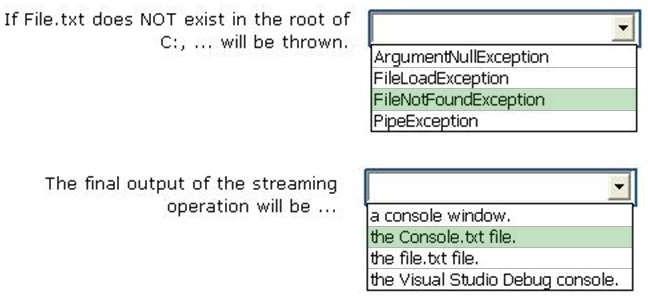 If File.txt does NOT exist in the root of
C:, ... will be thrown.
ArgumentNullException
FileLoadException
FileNotFoundException
PipeException
The final output of the streaming
operation will be ...
a console window.
the Console.txt file.
the file.txt file.
the Visual Studio Debug console.